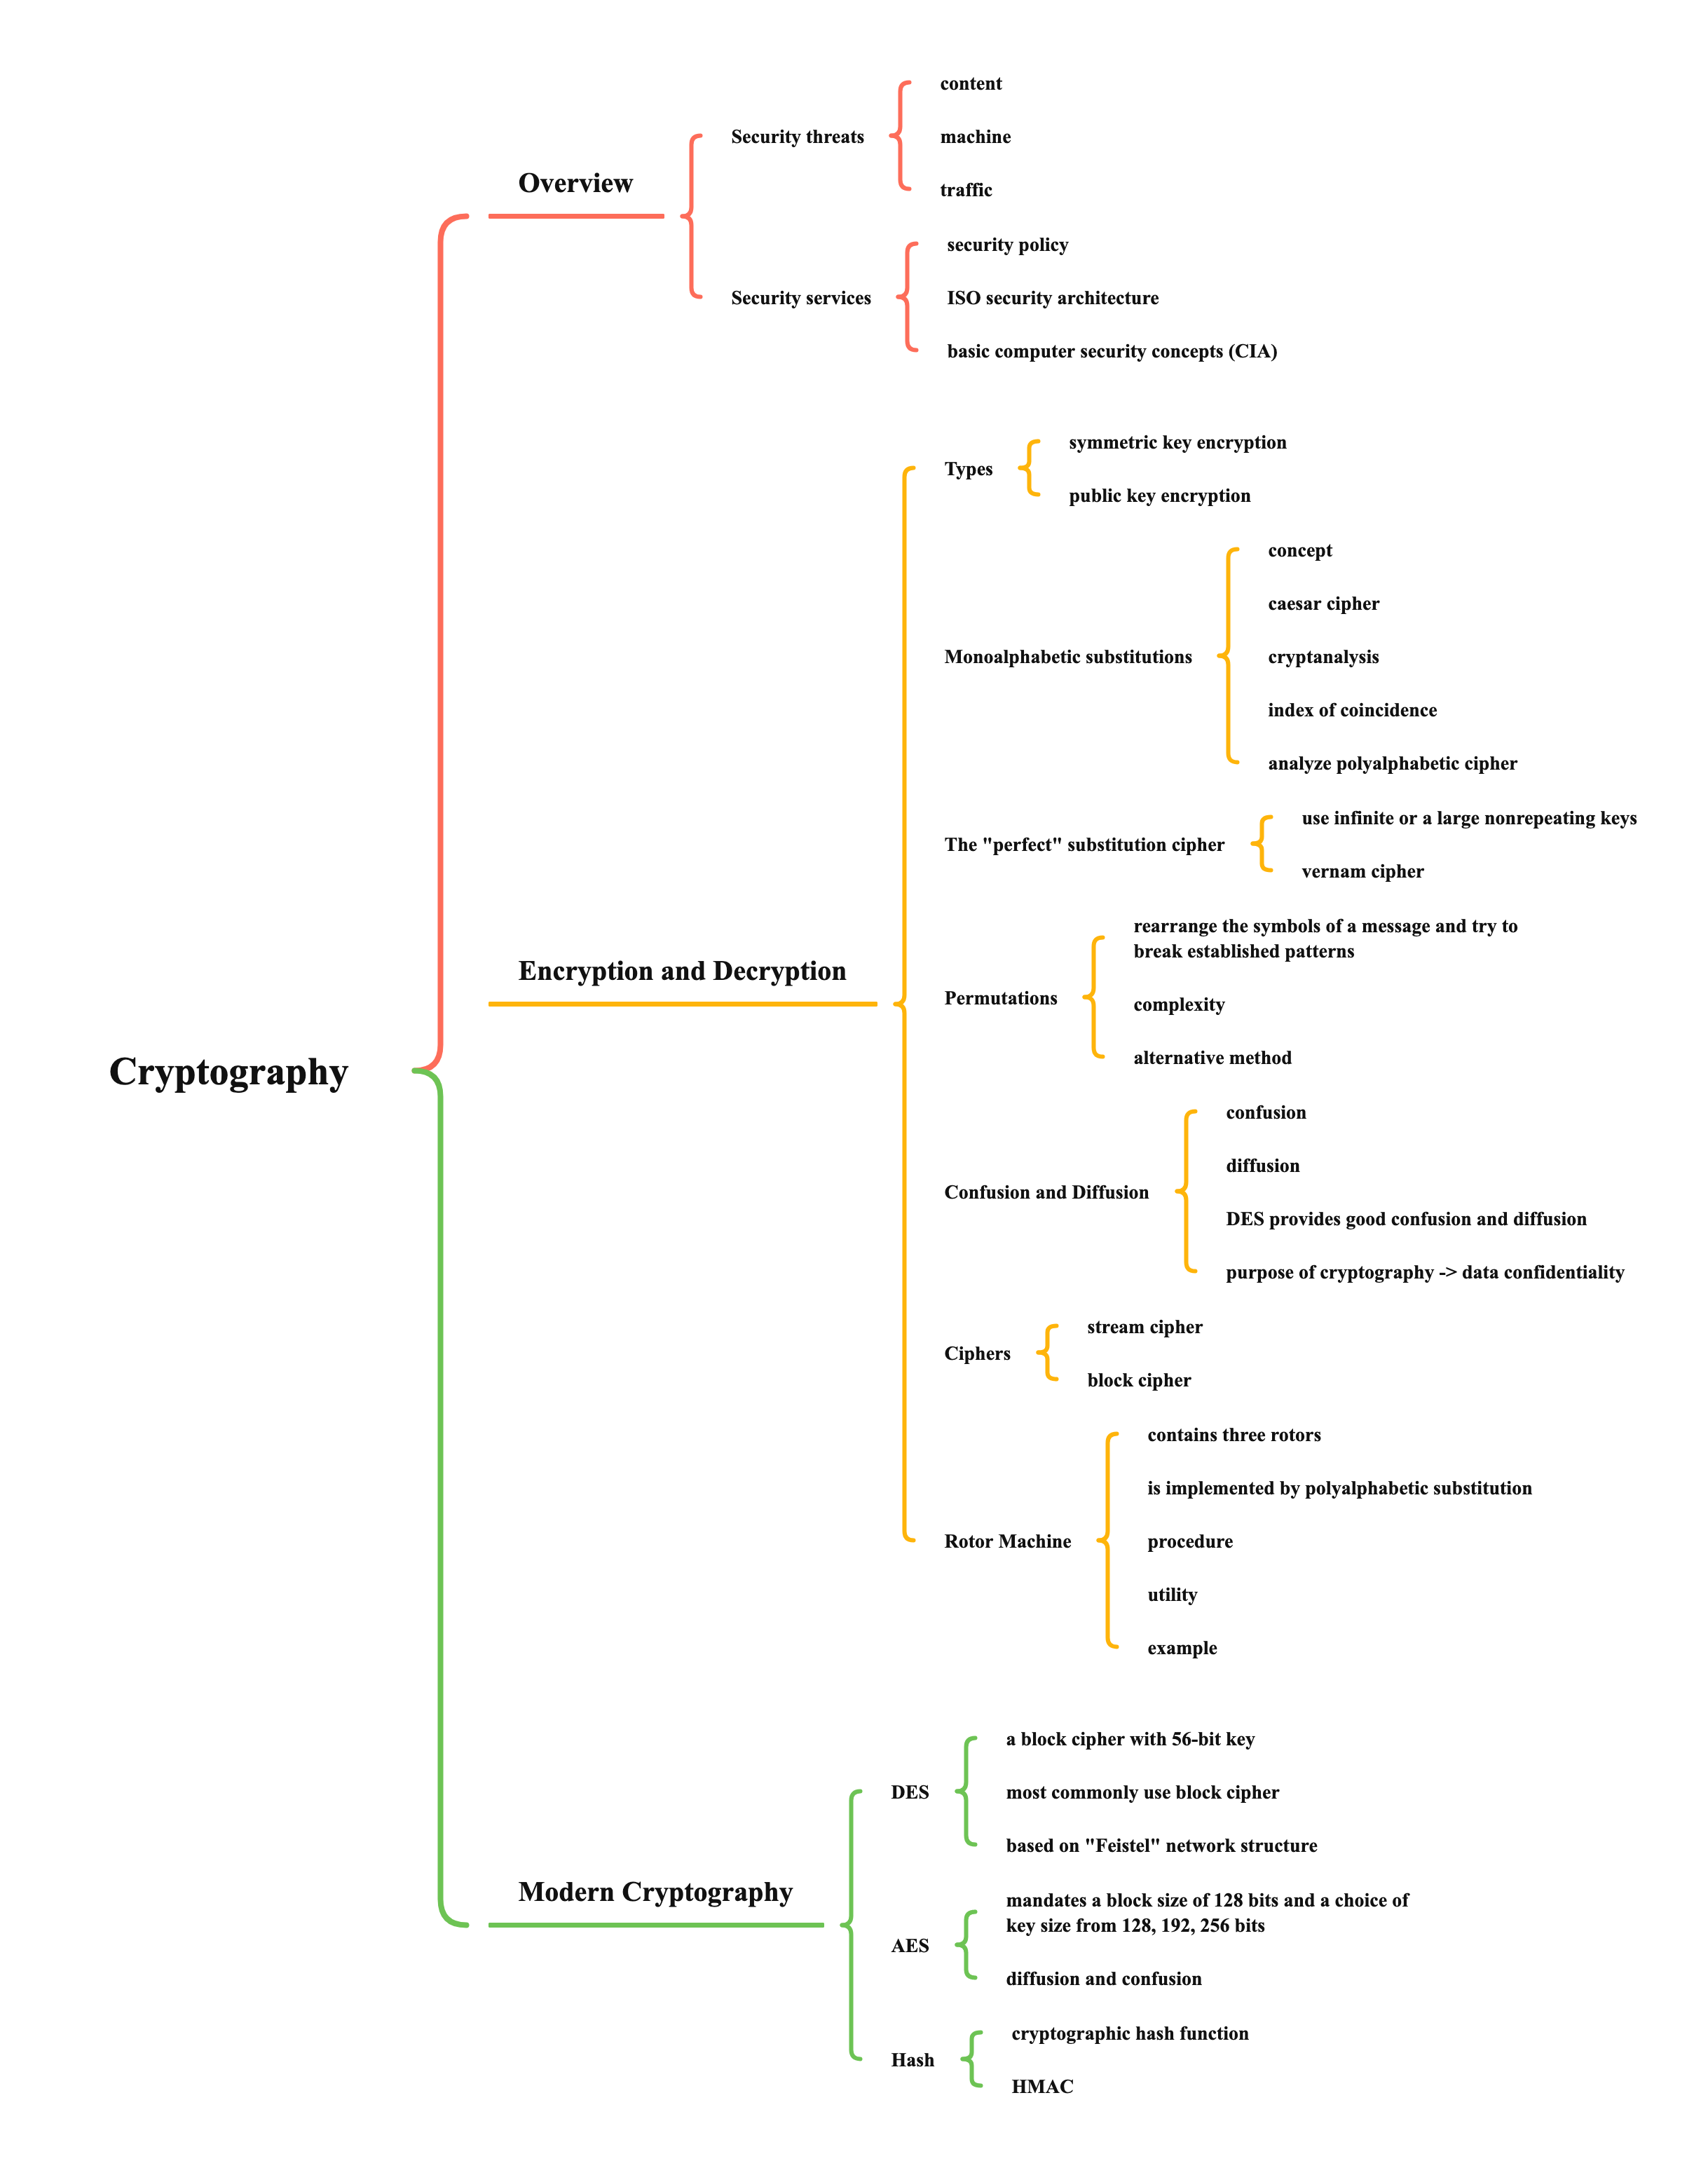 Cryptography
Overview
Security threats
content
machine
traffic
Security services
security policy
ISO security architecture
basic computer security concepts (CIA)
Encryption and Decryption
Types
symmetric key encryption
public key encryption
Monoalphabetic substitutions
concept
caesar cipher
cryptanalysis
index of coincidence
analyze polyalphabetic cipher
The "perfect" substitution cipher
use infinite or a large nonrepeating keys
vernam cipher
Permutations
rearrange the symbols of a message and try to
break established patterns
complexity
alternative method
Confusion and Diffusion
confusion
diffusion
DES provides good confusion and diffusion
purpose of cryptography -> data confidentiality
Ciphers
stream cipher
block cipher
Rotor Machine
contains three rotors
is implemented by polyalphabetic substitution
procedure
utility
example
Modern Cryptography
DES
a block cipher with 56-bit key
most commonly use block cipher
based on "Feistel" network structure
AES
mandates a block size of 128 bits and a choice of
key size from 128, 192, 256 bits
diffusion and confusion
Hash
cryptographic hash function
HMAC